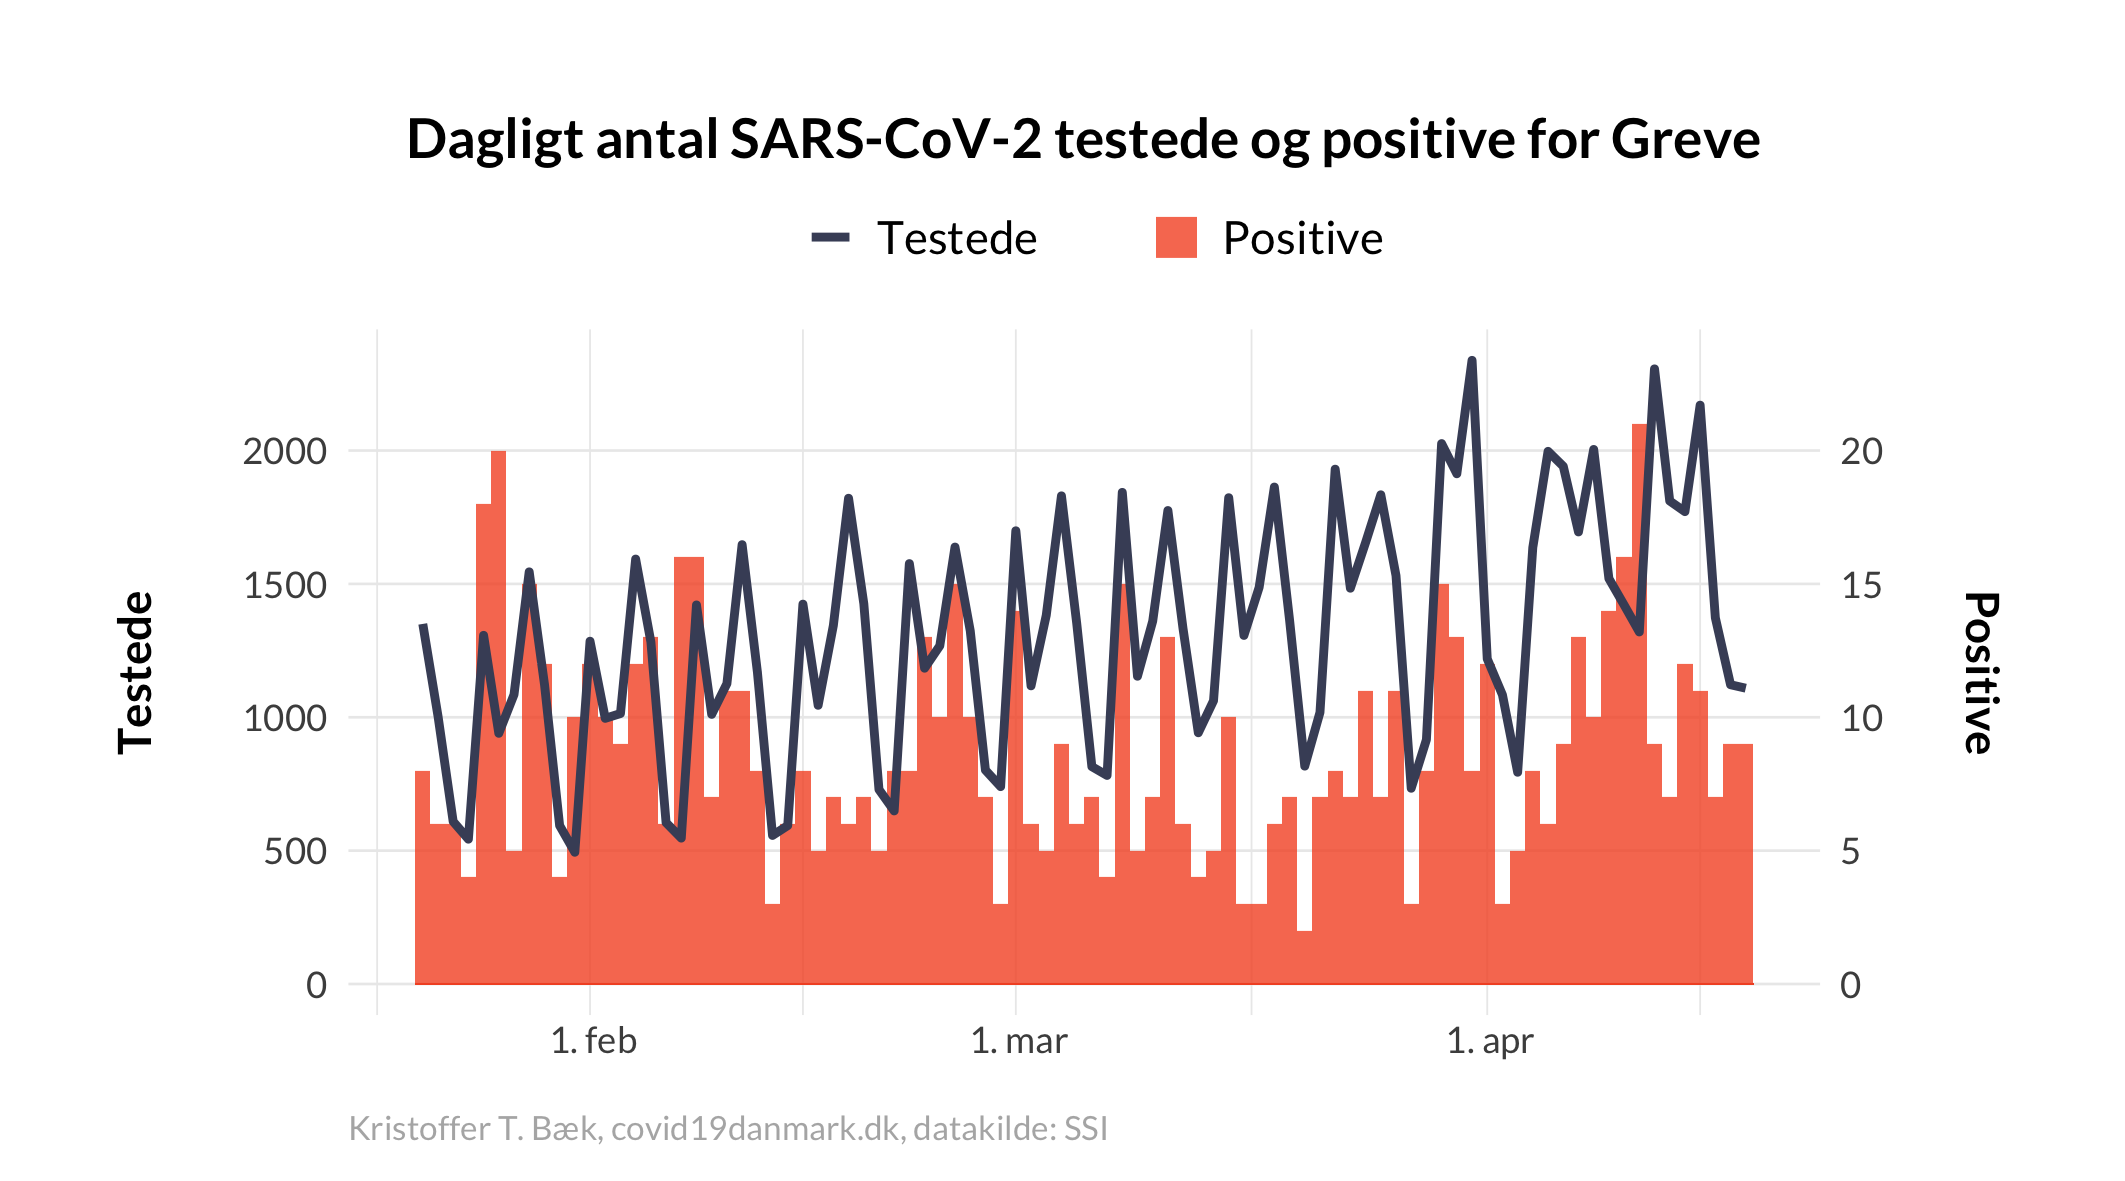 Dagligt antal SARS-CoV-2 testede og positive for Greve
Testede
Positive
2000
1500
1000
500
0
Testede
20
15
10
5
0
Positive
1. feb
1. mar
1. apr
Kristoffer T. Bæk, covid19danmark.dk, datakilde: SSI